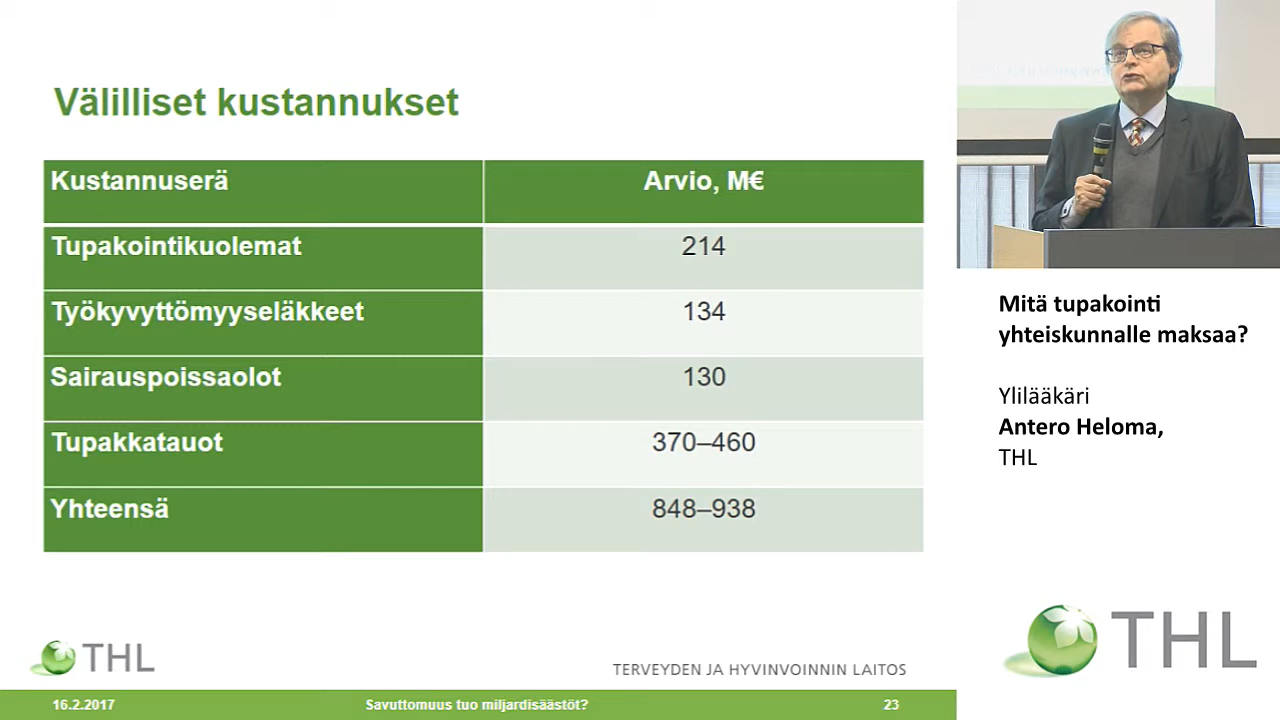 Välilliset kustannukset
Kustannuserä Arvio, M€
Tupakointikuolemat 214
Työkyvyttömyyseläkkeet 134
Sairauspoissaolot 130
Tupakkatauot 370–460
Yhteensä 848–938
THL
TERVEYDEN JA HYVINVOINNIN LAITOS
16.2.2017 Savuttomuus tuo miljardisäästöt? 23
Mitä tupakointi
yhteiskunnalle maksaa?
Ylilääkäri
Antero Heloma,
THL
THL